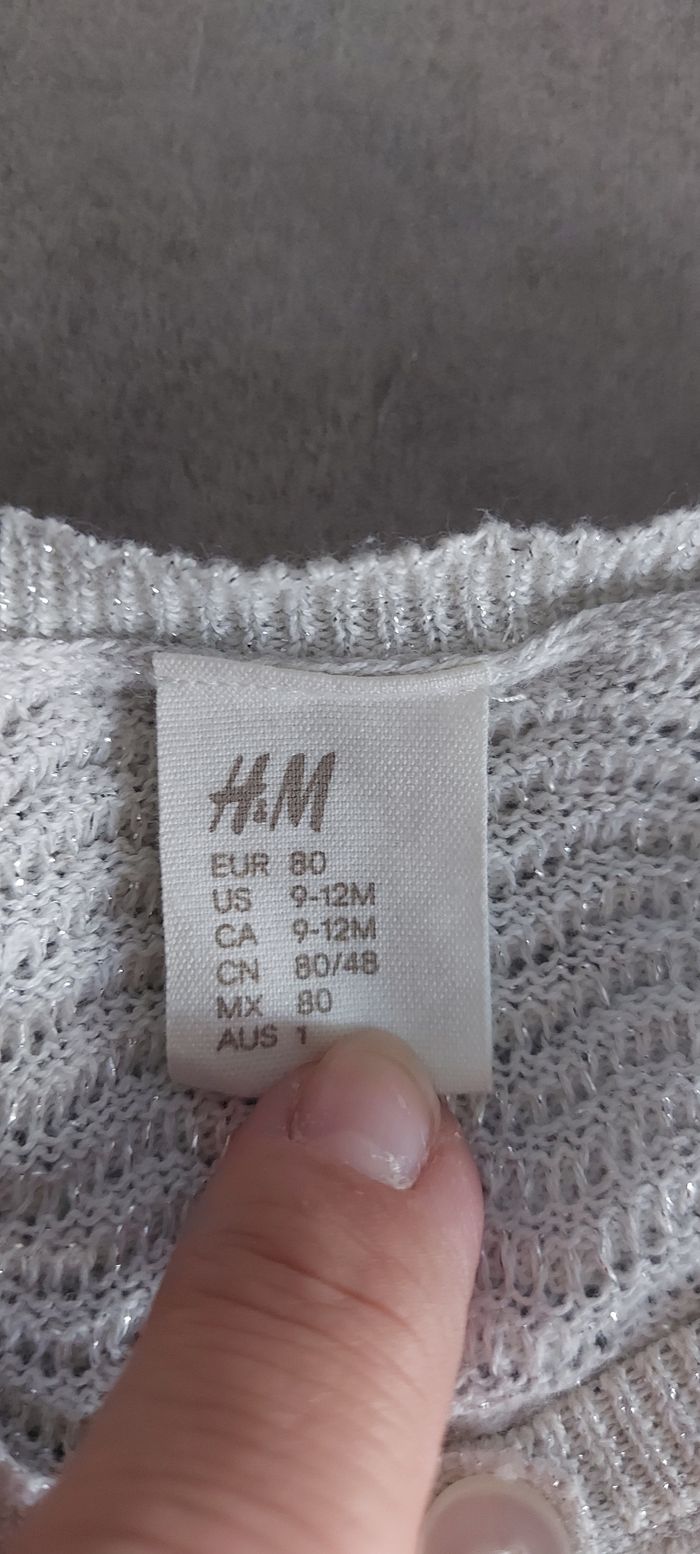 H&M
EUR 80
US 9-12M
CA 9-12M
CN 80/48
MX 80
AUS 1